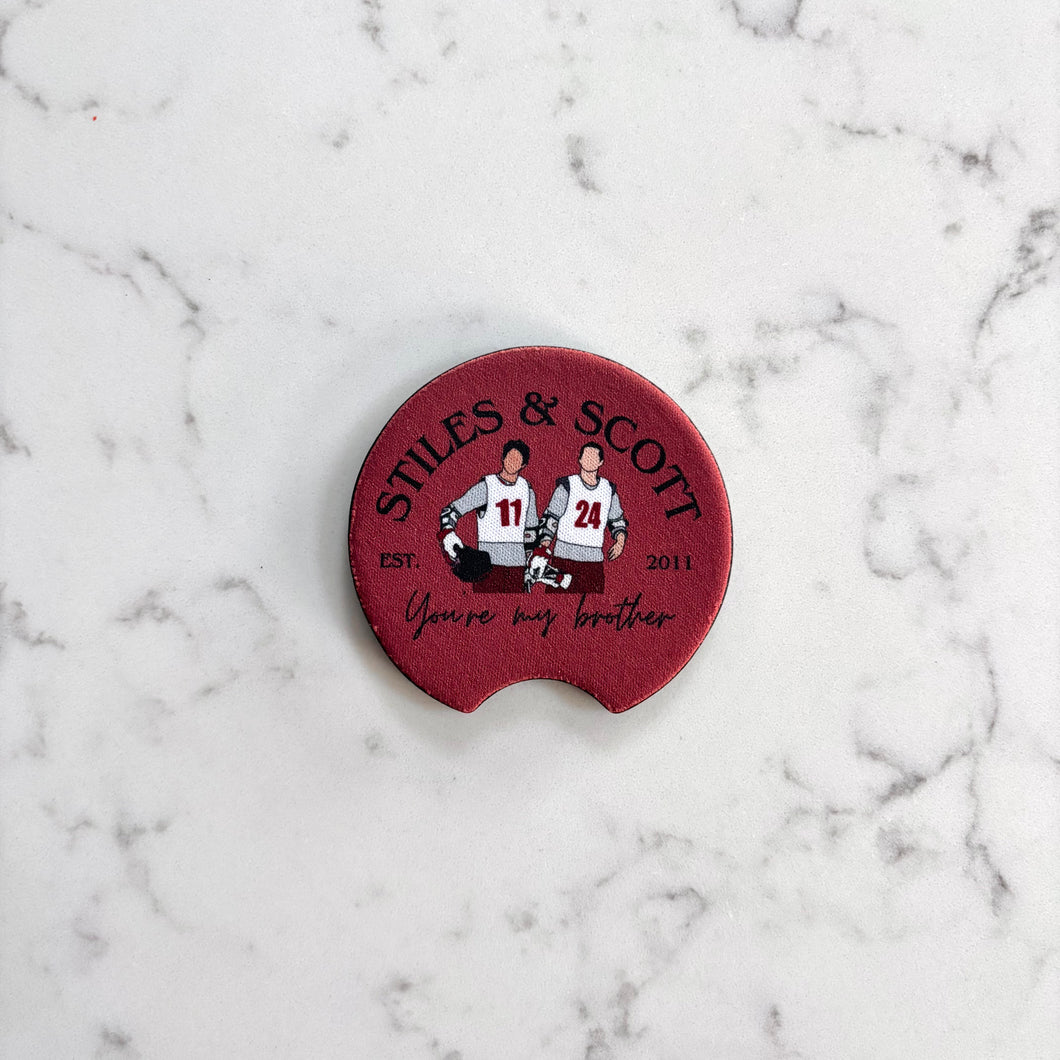 STILES & SCOTT
11 24
EST. 2011
You're my brother